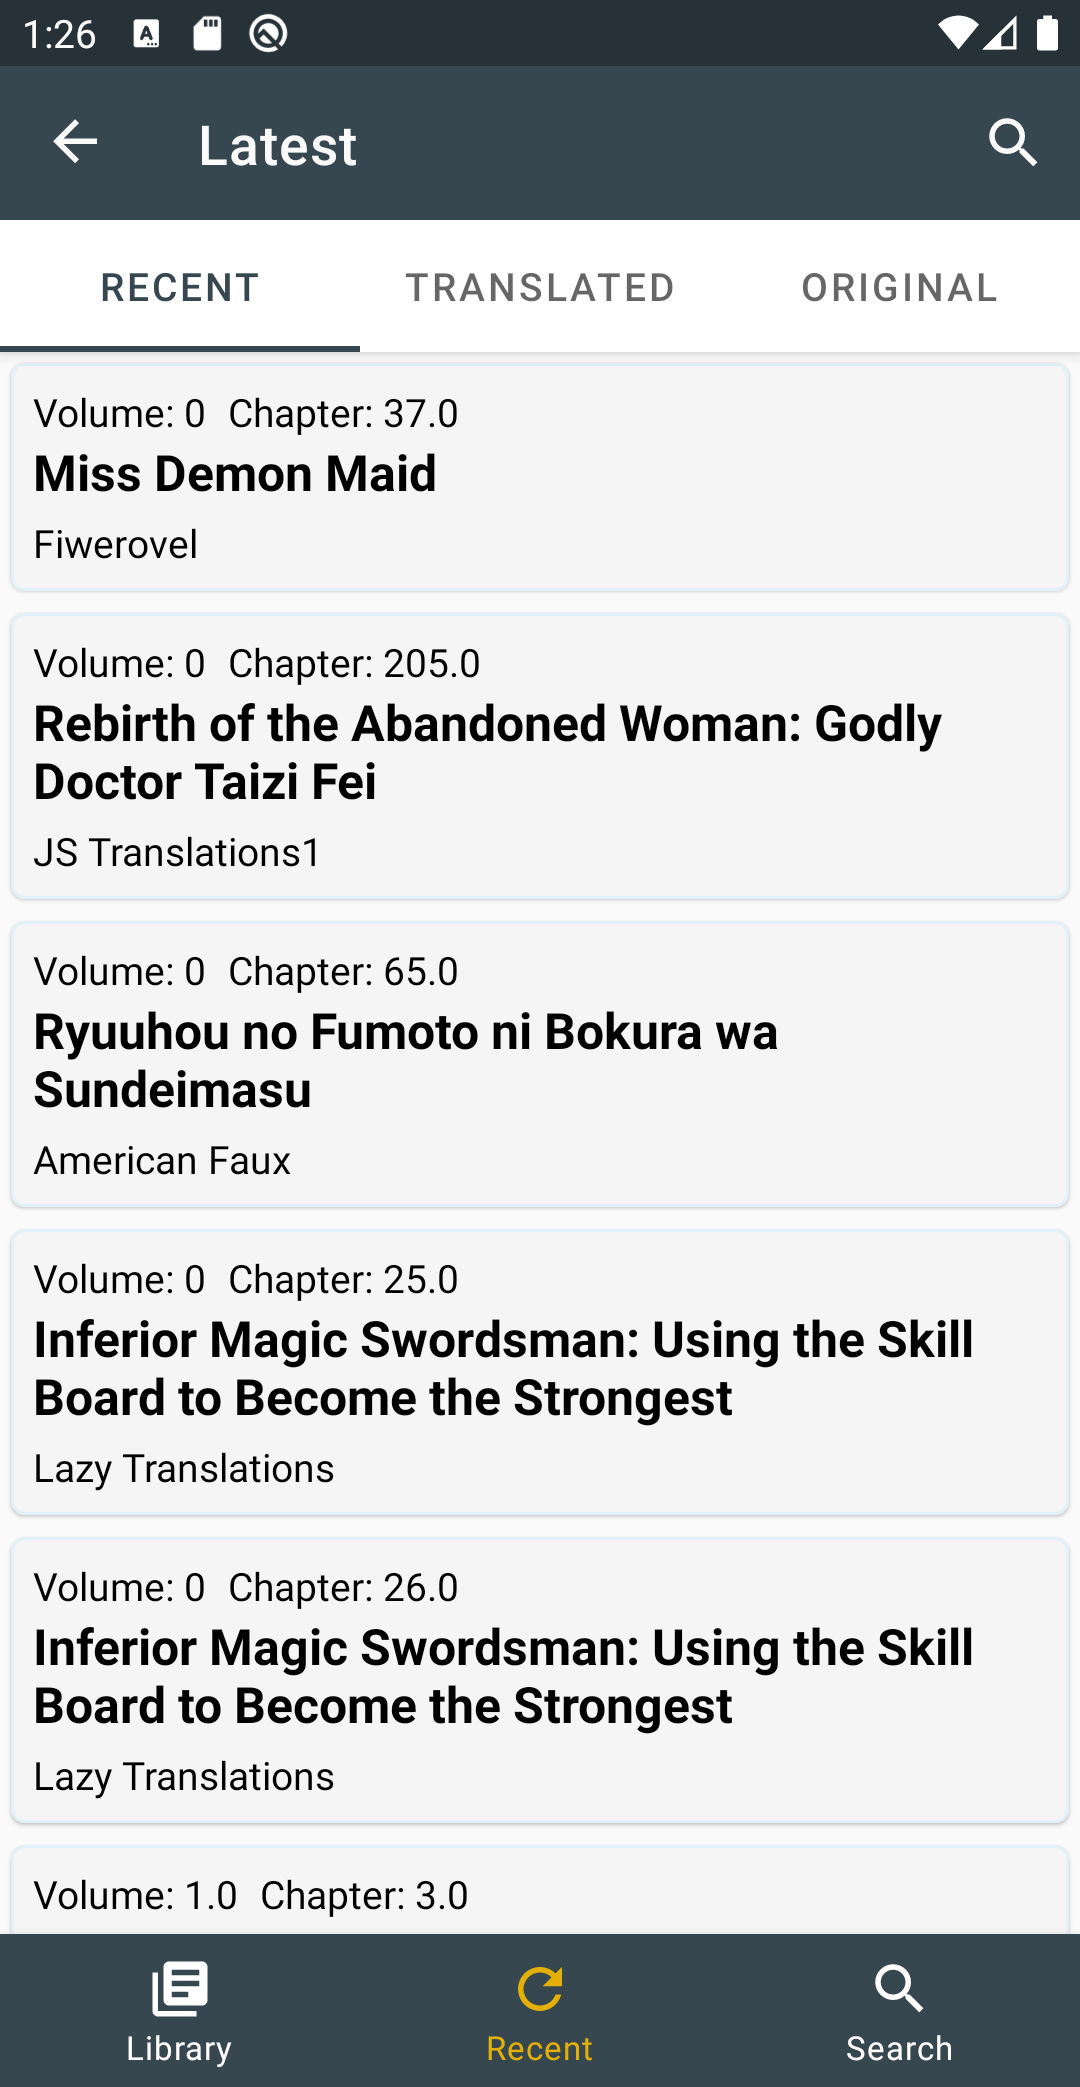 1:26
Latest
RECENT TRANSLATED ORIGINAL
Volume: 0 Chapter: 37.0
Miss Demon Maid
Fiwerovel
Volume: 0 Chapter: 205.0
Rebirth of the Abandoned Woman: Godly
Doctor Taizi Fei
JS Translations1
Volume: 0 Chapter: 65.0
Ryuuhou no Fumoto ni Bokura wa
Sundeimasu
American Faux
Volume: 0 Chapter: 25.0
Inferior Magic Swordsman: Using the Skill
Board to Become the Strongest
Lazy Translations
Volume: 0 Chapter: 26.0
Inferior Magic Swordsman: Using the Skill
Board to Become the Strongest
Lazy Translations
Volume: 1.0 Chapter: 3.0
Library Recent Search